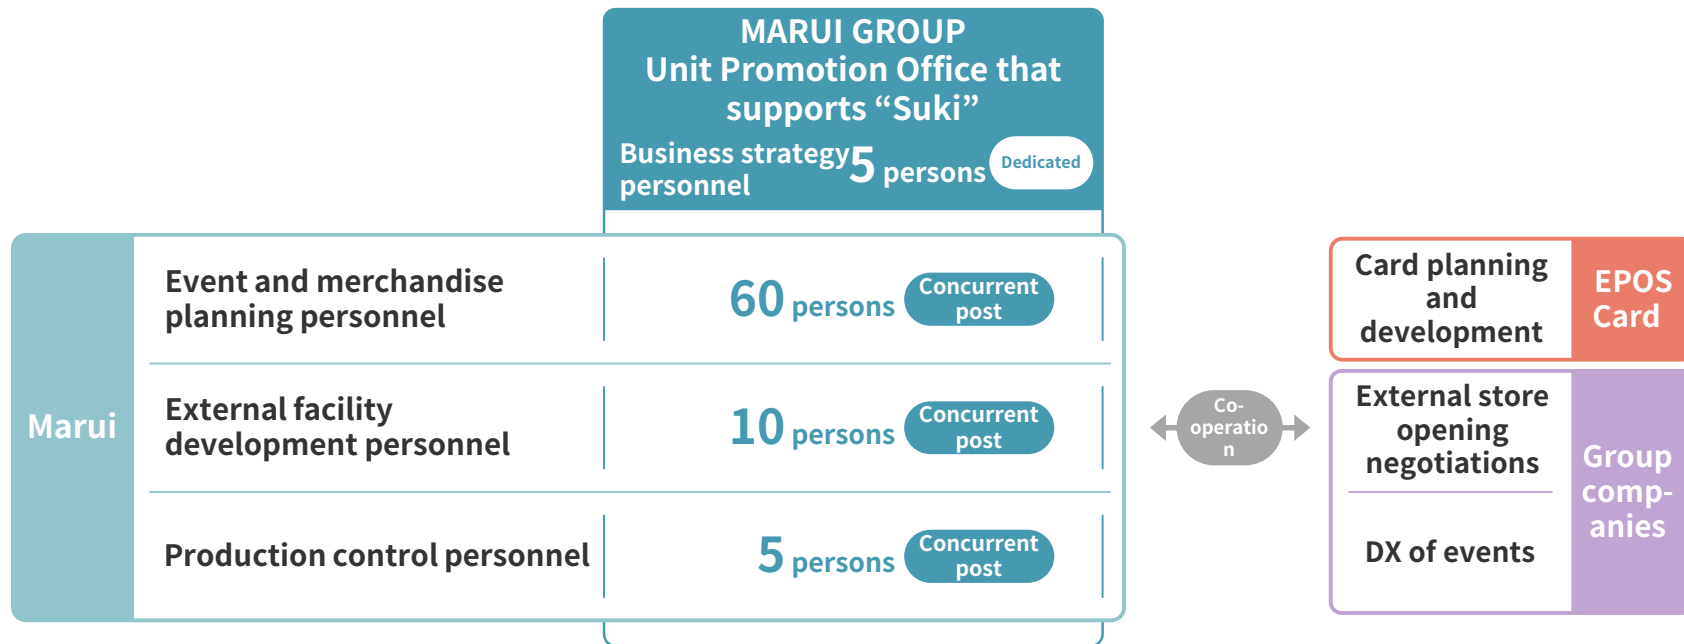 MARUI GROUP
Unit Promotion Office that
supports “Suki”
Business strategy
personnel
5 persons
Dedicated
Marui
Event and merchandise
planning personnel
60 persons
Concurrent
post
External facility
development personnel
10 persons
Concurrent
post
Production control personnel
5 persons
Concurrent
post
Co-
operatio
n
Card planning
and
development
EPOS
Card
External store
opening
negotiations
DX of events
Group
comp-
anies